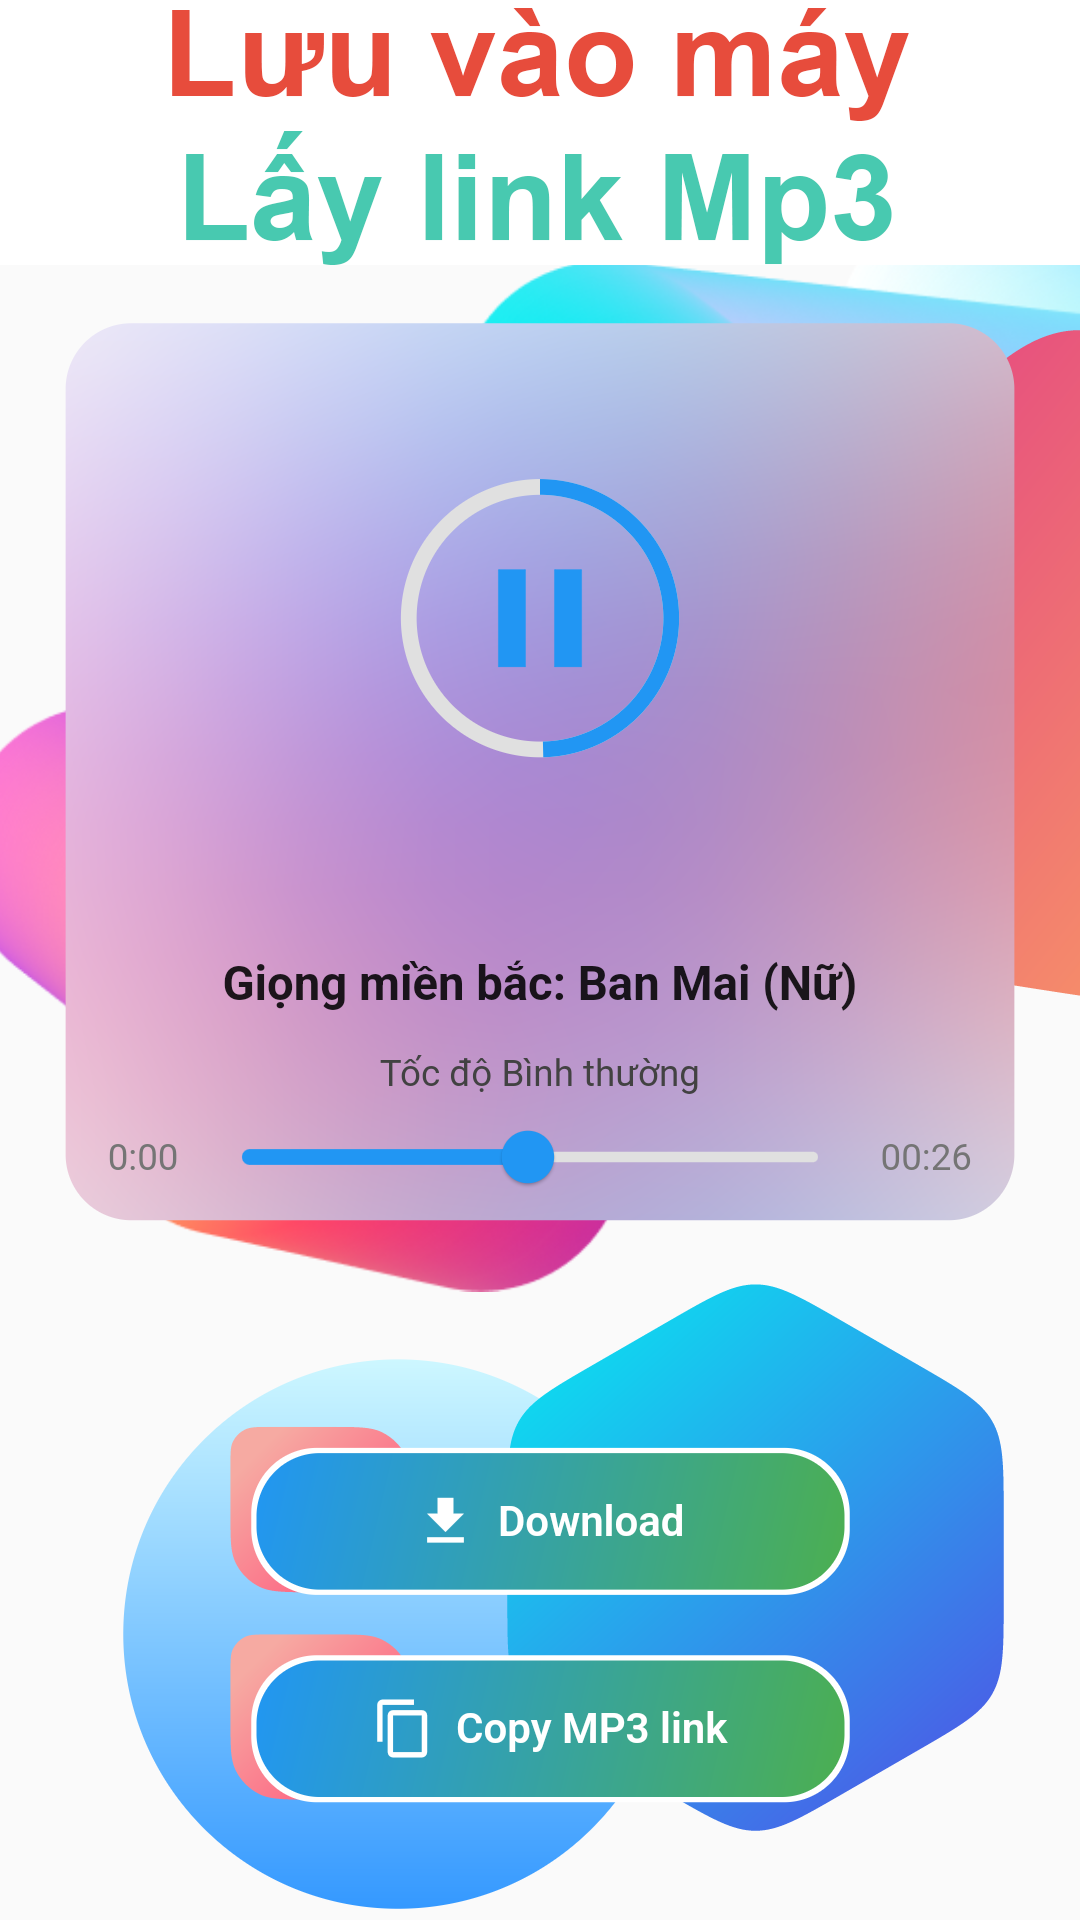 Lưu vào máy
Lấy link Mp3
Giọng miền bắc: Ban Mai (Nữ)
Tốc độ Bình thường
0:00 00:26
Download
Copy MP3 link